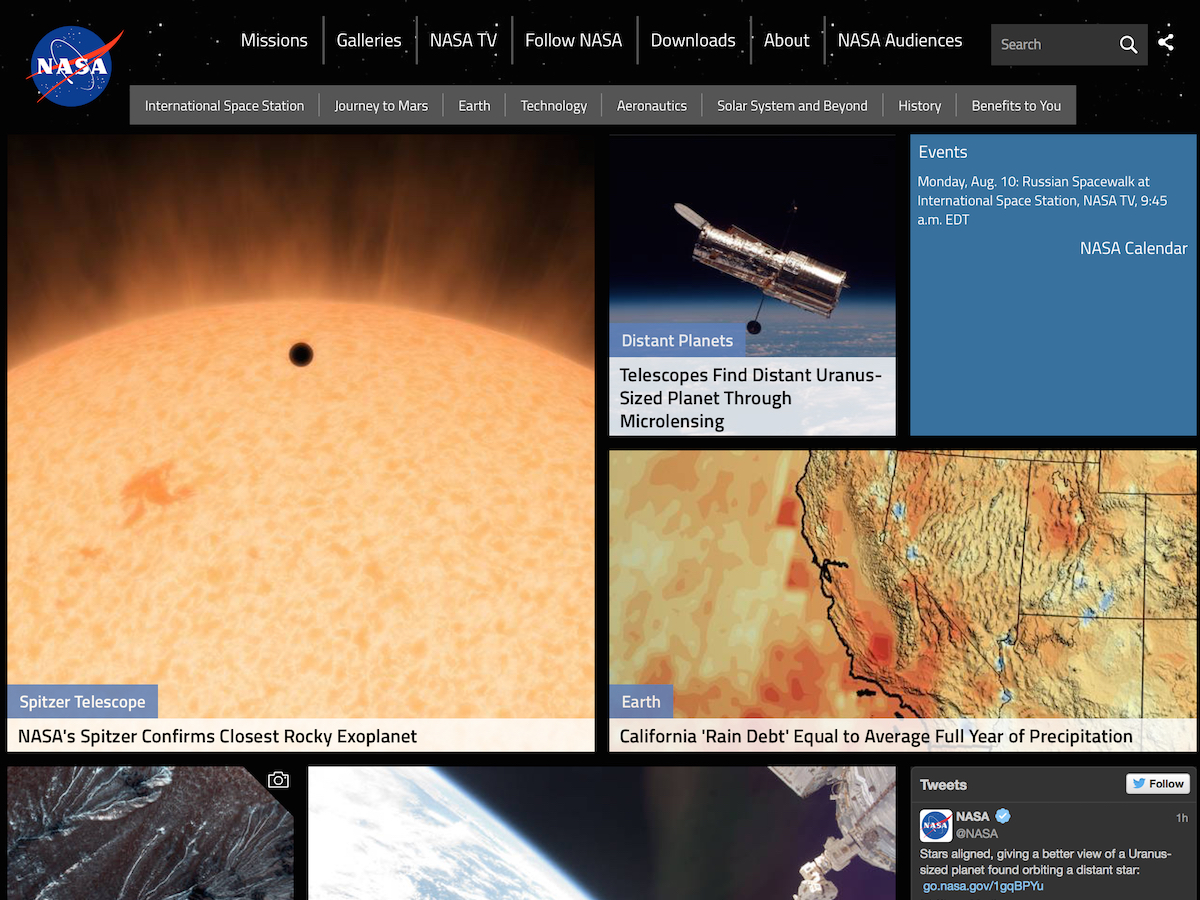 NASA
Missions
Galleries
NASA TV
Follow NASA
Downloads
About
NASA Audiences
Search
International Space Station
Journey to Mars
Earth
Technology
Aeronautics
Solar System and Beyond
History
Benefits to You
Spitzer Telescope
NASA's Spitzer Confirms Closest Rocky Exoplanet
Distant Planets
Telescopes Find Distant Uranus-
Sized Planet Through
Microlensing
Events
Monday, Aug. 10: Russian Spacewalk at
International Space Station, NASA TV, 9:45
a.m. EDT
NASA Calendar
Earth
California 'Rain Debt' Equal to Average Full Year of Precipitation
Tweets
Follow
NASA
NASA
1h
@NASA
Stars aligned, giving a better view of a Uranus-
sized planet found orbiting a distant star:
go.nasa.gov/1gqBPYu